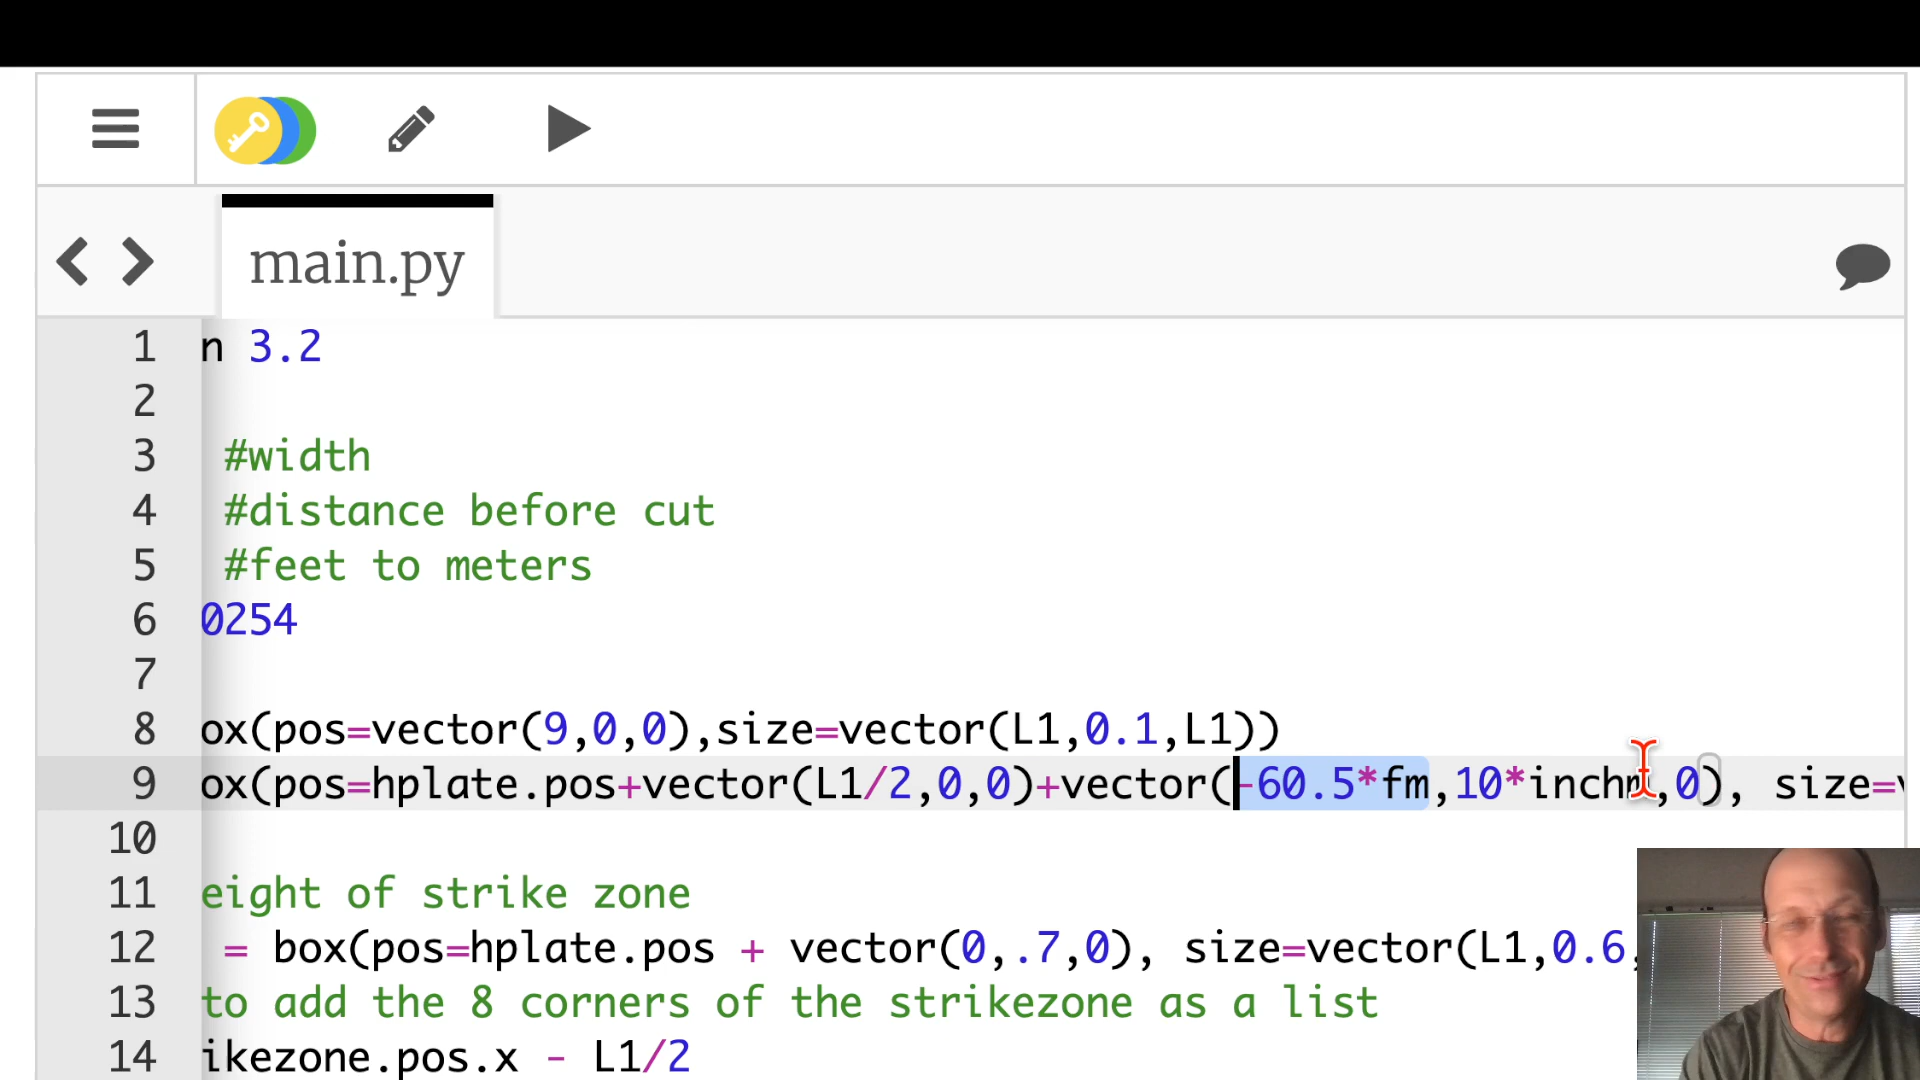 main.py
1 n 3.2
2
3 #width
4 #distance before cut
5 #feet to meters
6 0254
7
8 ox(pos=vector(9,0,0),size=vector(L1,0.1,L1))
9 ox(pos=hplate.pos+vector(L1/2,0,0)+vector(-60.5*fm,10*inchm,0), size=v
10
11 eight of strike zone
12 = box(pos=hplate.pos + vector(0,.7,0), size=vector(L1,0.6,
13 to add the 8 corners of the strikezone as a list
14 ikezone.pos.x - L1/2